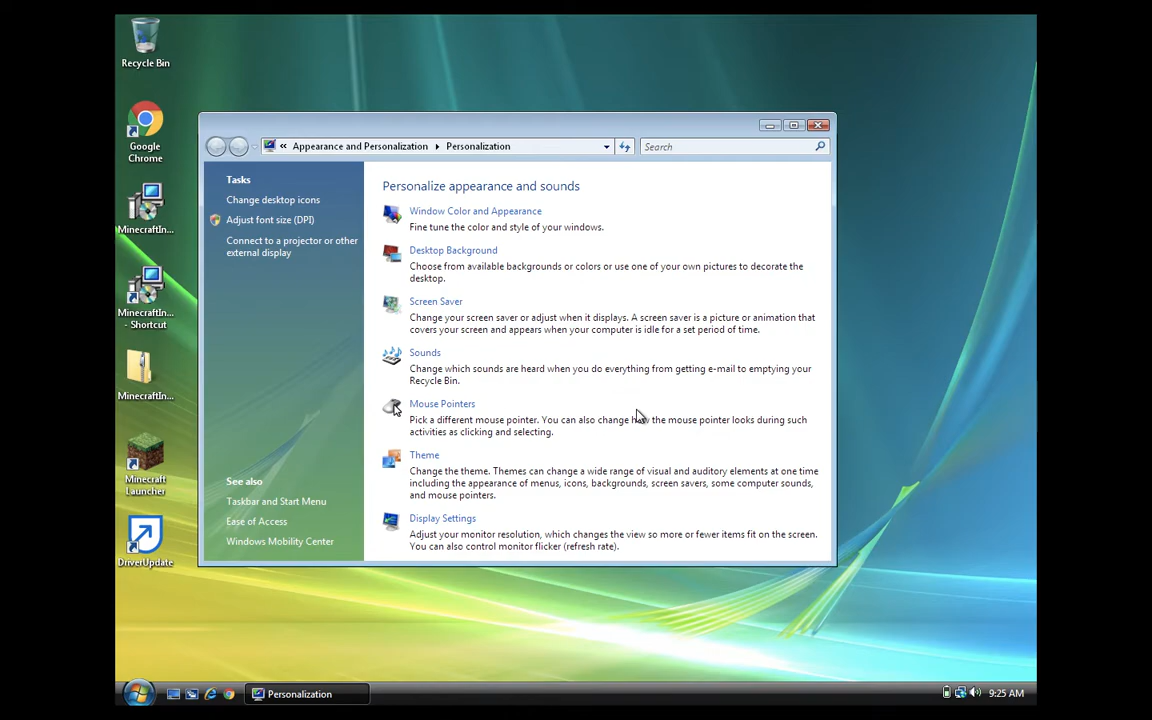 Recycle Bin
Google
Chrome
MinecraftIn...
MinecraftIn...
- Shortcut
MinecraftIn...
Minecraft
Launcher
DriverUpdate
« Appearance and Personalization ▸ Personalization
Search
Tasks
Change desktop icons
Adjust font size (DPI)
Connect to a projector or other
external display
See also
Taskbar and Start Menu
Ease of Access
Windows Mobility Center
Personalize appearance and sounds
Window Color and Appearance
Fine tune the color and style of your windows.
Desktop Background
Choose from available backgrounds or colors or use one of your own pictures to decorate the
desktop.
Screen Saver
Change your screen saver or adjust when it displays. A screen saver is a picture or animation that
covers your screen and appears when your computer is idle for a set period of time.
Sounds
Change which sounds are heard when you do everything from getting e-mail to emptying your
Recycle Bin.
Mouse Pointers
Pick a different mouse pointer. You can also change how the mouse pointer looks during such
activities as clicking and selecting.
Theme
Change the theme. Themes can change a wide range of visual and auditory elements at one time
including the appearance of menus, icons, backgrounds, screen savers, some computer sounds,
and mouse pointers.
Display Settings
Adjust your monitor resolution, which changes the view so more or fewer items fit on the screen.
You can also control monitor flicker (refresh rate).
Personalization
9:25 AM